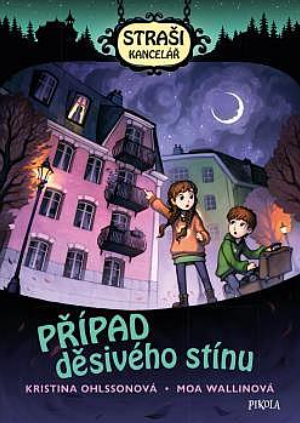 STRAŠI
KANCELÁŘ
PŘÍPAD
děsivého stínu
KRISTINA OHLSSONOVÁ • MOA WALLINOVÁ
PIKOLA